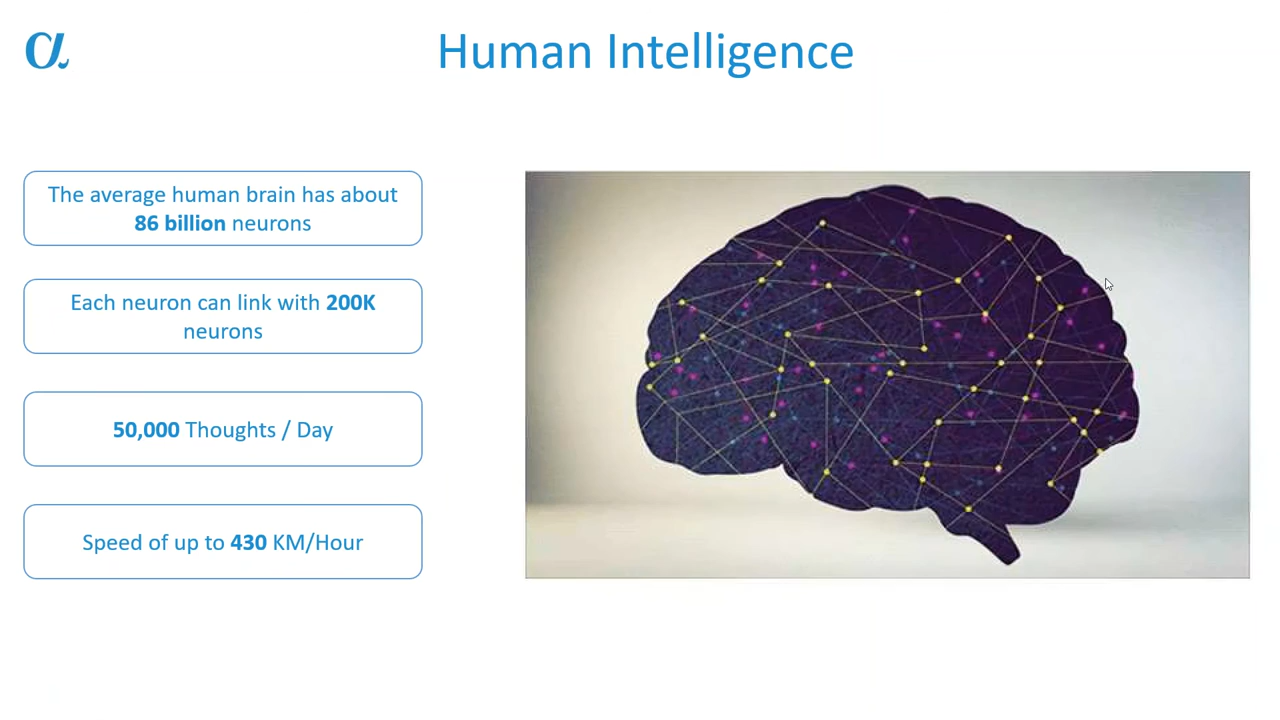 α
Human Intelligence
The average human brain has about
86 billion neurons
Each neuron can link with 200K
neurons
50,000 Thoughts / Day
Speed of up to 430 KM/Hour